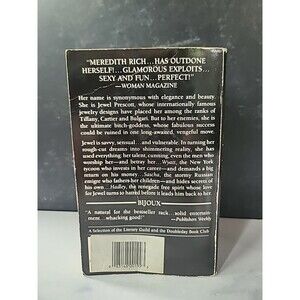 "MEREDITH RICH... HAS OUTDONE
HERSELF!... GLAMOROUS EXPLOITS...
SEXY AND FUN... PERFECT!"
—WOMAN MAGAZINE
Her name is synonymous with elegance and beauty.
She is Jewel Prescott, whose internationally famous
jewelry designs have placed her among the ranks of
Tiffany, Cartier and Bulgari. But to her enemies, she
is the ultimate bitch-goddess, whose fabulous success
could be ruined in one long-awaited, vengeful move.
Jewel is savvy, sensual... and vulnerable. In turning her
rough-cut dreams into shimmering reality, she has
used everything: her talent, cunning, even the men who
worship her—and betray her. Wyatt, the New York
tycoon who invests in her career—and demands a big
return on his money... Sascha, the stormy Russian
emigré who fathers her children—and hides secrets of
his own... Hadley, the renegade free spirit whose love
for Jewel turns to hatred before it leads him back to her.
BIJOUX
"A natural for the bestseller rack...solid entertain-
ment...whacking good!"
—Publishers Weekly
A Selection of the Literary Guild and the Doubleday Book Club